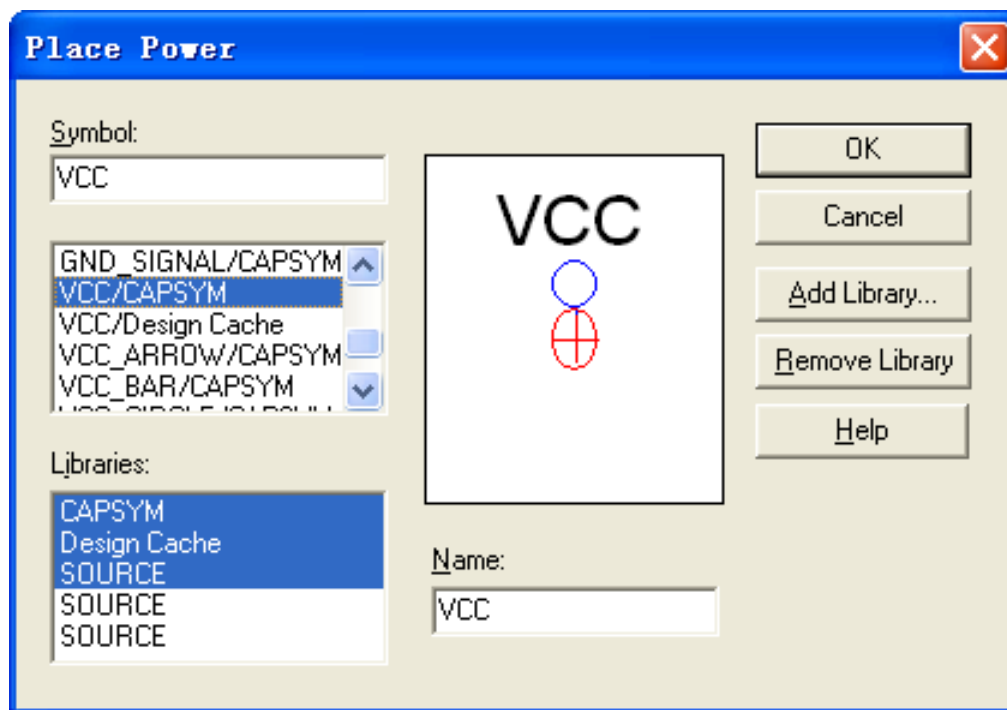 Place Power
Symbol:
VCC
GND_SIGNAL/CAPSYM
VCC/CAPSYM
VCC/Design Cache
VCC_ARROW/CAPSYM
VCC_BAR/CAPSYM
Libraries:
CAPSYM
Design Cache
SOURCE
SOURCE
SOURCE
VCC
Name:
VCC
OK
Cancel
Add Library...
Remove Library
Help